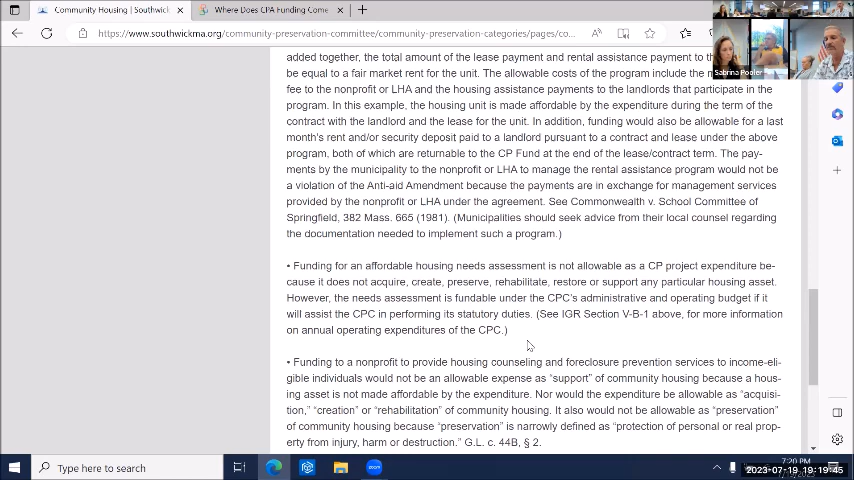 Community Housing | Southwick
Where Does CPA Funding Come
https://www.southwickma.org/community-preservation-committee/community-preservation-categories/pages/co...
Sabrina Pooler
added together, the total amount of the lease payment and rental assistance payment to th
be equal to a fair market rent for the unit. The allowable costs of the program include the m
fee to the nonprofit or LHA and the housing assistance payments to the landlords that participate in the
program. In this example, the housing unit is made affordable by the expenditure during the term of the
contract with the landlord and the lease for the unit. In addition, funding would also be allowable for a last
month's rent and/or security deposit paid to a landlord pursuant to a contract and lease under the above
program, both of which are returnable to the CP Fund at the end of the lease/contract term. The pay-
ments by the municipality to the nonprofit or LHA to manage the rental assistance program would not be
a violation of the Anti-aid Amendment because the payments are in exchange for management services
provided by the nonprofit or LHA under the agreement. See Commonwealth v. School Committee of
Springfield, 382 Mass. 665 (1981). (Municipalities should seek advice from their local counsel regarding
the documentation needed to implement such a program.)
• Funding for an affordable housing needs assessment is not allowable as a CP project expenditure be-
cause it does not acquire, create, preserve, rehabilitate, restore or support any particular housing asset.
However, the needs assessment is fundable under the CPC's administrative and operating budget if it
will assist the CPC in performing its statutory duties. (See IGR Section V-B-1 above, for more information
on annual operating expenditures of the CPC.)
• Funding to a nonprofit to provide housing counseling and foreclosure prevention services to income-eli-
gible individuals would not be an allowable expense as “support” of community housing because a hous-
ing asset is not made affordable by the expenditure. Nor would the expenditure be allowable as “acquisi-
tion,” “creation” or “rehabilitation” of community housing. It also would not be allowable as “preservation”
of community housing because “preservation” is narrowly defined as “protection of personal or real prop-
erty from injury, harm or destruction.” G.L. c. 44B, § 2.
Type here to search
7:20 PM
2023-07-19 19:19:45